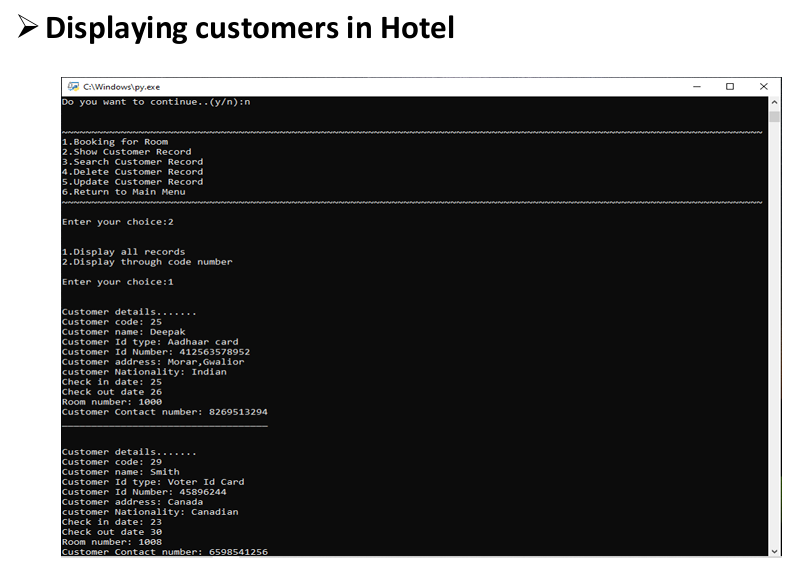 ➢ Displaying customers in Hotel
C:\Windows\py.exe
Do you want to continue..(y/n):n
~~~~~~~~~~~~~~~~~~~~~~~~~~~~~~~~~~~~~~~~~~~~~~~~~~~~~~~~~~~~~~~~~~~~~~~~~~~~~~~~~~~~~~~~~~~~~~~~~~~~~~~~~~~~~~~~~~~~~~~
1.Booking for Room
2.Show Customer Record
3.Search Customer Record
4.Delete Customer Record
5.Update Customer Record
6.Return to Main Menu
~~~~~~~~~~~~~~~~~~~~~~~~~~~~~~~~~~~~~~~~~~~~~~~~~~~~~~~~~~~~~~~~~~~~~~~~~~~~~~~~~~~~~~~~~~~~~~~~~~~~~~~~~~~~~~~~~~~~~~~
Enter your choice:2
1.Display all records
2.Display through code number
Enter your choice:1
Customer details.......
Customer code: 25
Customer name: Deepak
Customer Id type: Aadhaar card
Customer Id Number: 412563578952
Customer address: Morar,Gwalior
customer Nationality: Indian
Check in date: 25
Check out date 26
Room number: 1000
Customer Contact number: 8269513294
___________________________________
Customer details.......
Customer code: 29
Customer name: Smith
Customer Id type: Voter Id Card
Customer Id Number: 45896244
Customer address: Canada
customer Nationality: Canadian
Check in date: 23
Check out date 30
Room number: 1008
Customer Contact number: 6598541256